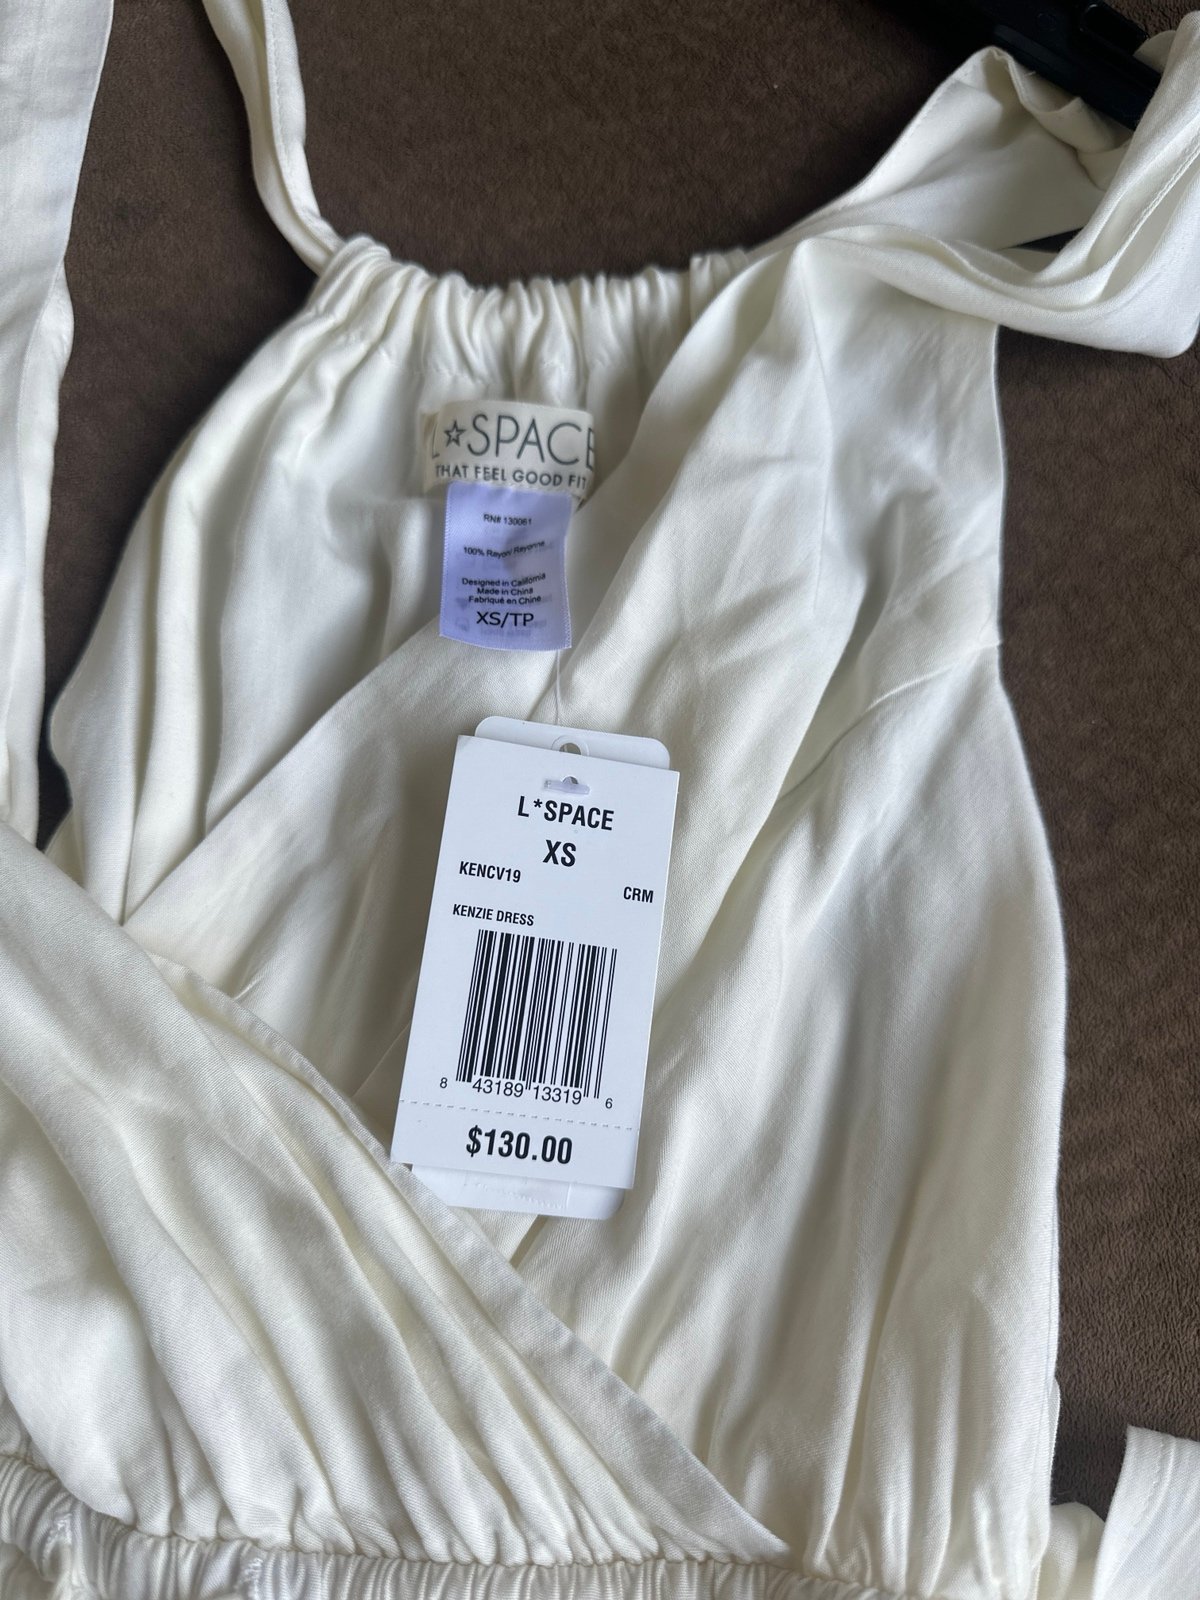 L☆SPACE
THAT FEEL GOOD FIT
RN# 130061
100% Rayon/ Rayonne
Designed in California
Made in China
Fabriqué en Chine
XS/TP
L*SPACE
XS
KENCV19
CRM
KENZIE DRESS
8 43189 13319 6
$130.00